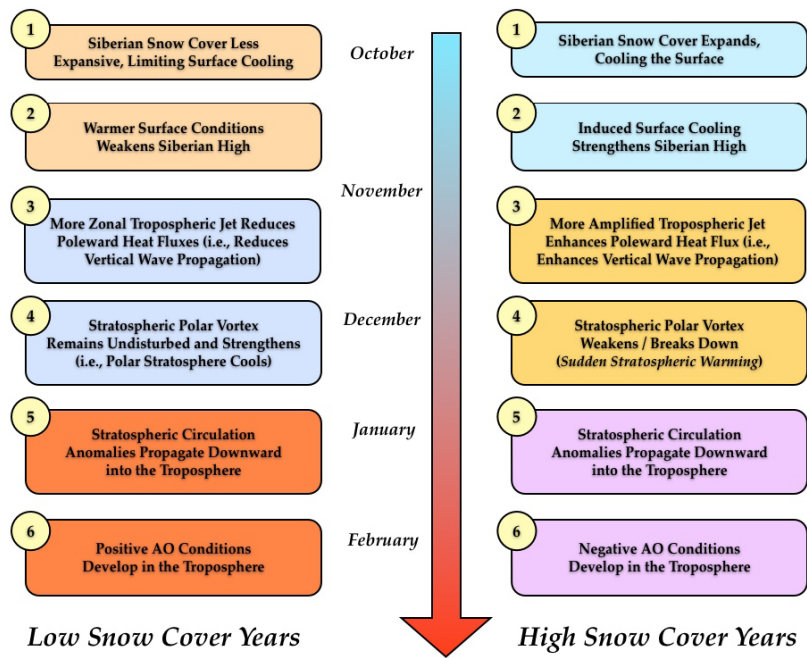 1
Siberian Snow Cover Less
Expansive, Limiting Surface Cooling
2
Warmer Surface Conditions
Weakens Siberian High
3
More Zonal Tropospheric Jet Reduces
Poleward Heat Fluxes (i.e., Reduces
Vertical Wave Propagation)
4
Stratospheric Polar Vortex
Remains Undisturbed and Strengthens
(i.e., Polar Stratosphere Cools)
5
Stratospheric Circulation
Anomalies Propagate Downward
into the Troposphere
6
Positive AO Conditions
Develop in the Troposphere
Low Snow Cover Years
October
November
December
January
February
1
Siberian Snow Cover Expands,
Cooling the Surface
2
Induced Surface Cooling
Strengthens Siberian High
3
More Amplified Tropospheric Jet
Enhances Poleward Heat Flux (i.e.,
Enhances Vertical Wave Propagation)
4
Stratospheric Polar Vortex
Weakens / Breaks Down
(Sudden Stratospheric Warming)
5
Stratospheric Circulation
Anomalies Propagate Downward
into the Troposphere
6
Negative AO Conditions
Develop in the Troposphere
High Snow Cover Years